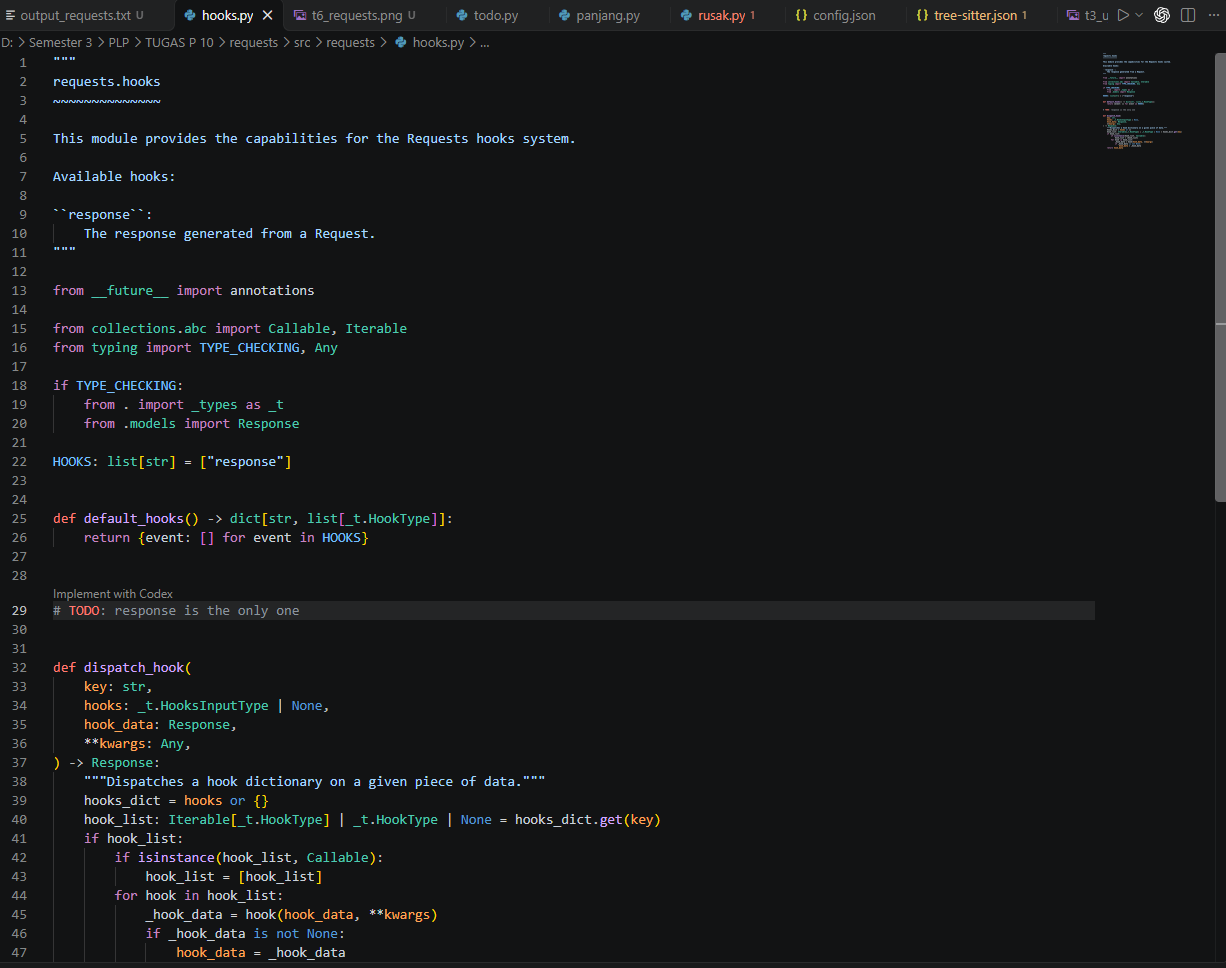 output_requests.txt U hooks.py t6_requests.png U todo.py panjang.py rusak.py 1 config.json tree-sitter.json 1 t3_u
D: > Semester 3 > PLP > TUGAS P 10 > requests > src > requests > hooks.py > ...
1 """
2 requests.hooks
3 ~~~~~~~~~~~~~~
4
5 This module provides the capabilities for the Requests hooks system.
6
7 Available hooks:
8
9 ``response``:
10     The response generated from a Request.
11 """
12
13 from __future__ import annotations
14
15 from collections.abc import Callable, Iterable
16 from typing import TYPE_CHECKING, Any
17
18 if TYPE_CHECKING:
19     from . import _types as _t
20     from .models import Response
21
22 HOOKS: list[str] = ["response"]
23
24
25 def default_hooks() -> dict[str, list[_t.HookType]]:
26     return {event: [] for event in HOOKS}
27
28
Implement with Codex
29 # TODO: response is the only one
30
31
32 def dispatch_hook(
33     key: str,
34     hooks: _t.HooksInputType | None,
35     hook_data: Response,
36     **kwargs: Any,
37 ) -> Response:
38     """Dispatches a hook dictionary on a given piece of data."""
39     hooks_dict = hooks or {}
40     hook_list: Iterable[_t.HookType] | _t.HookType | None = hooks_dict.get(key)
41     if hook_list:
42         if isinstance(hook_list, Callable):
43             hook_list = [hook_list]
44         for hook in hook_list:
45             _hook_data = hook(hook_data, **kwargs)
46             if _hook_data is not None:
47                 hook_data = _hook_data